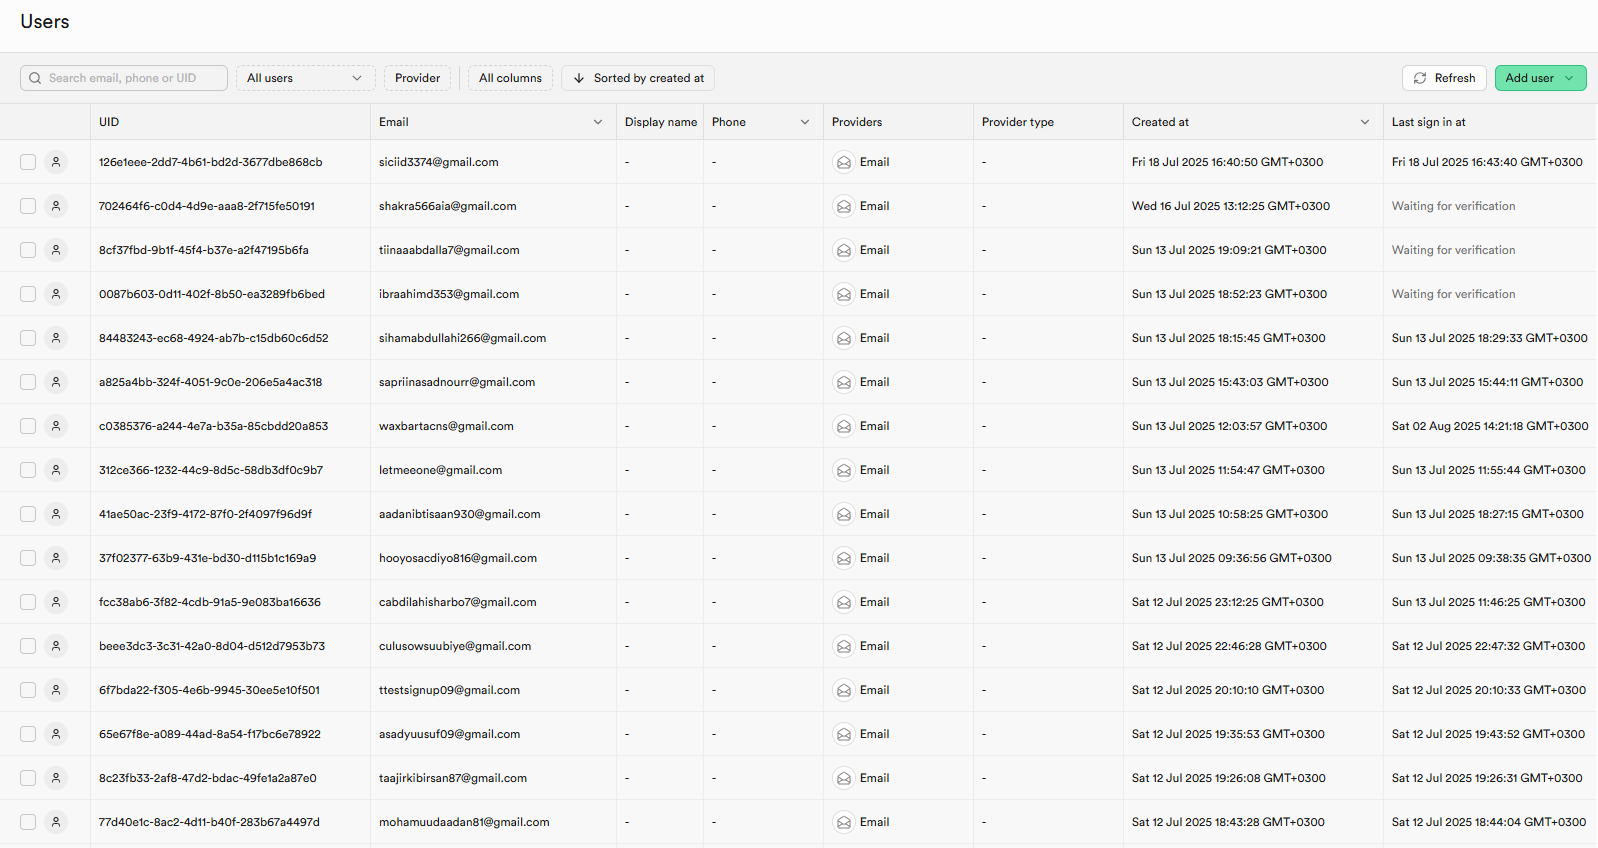 Users
Search email, phone or UID All users Provider All columns Sorted by created at Refresh Add user
UID Email Display name Phone Providers Provider type Created at Last sign in at
126e1eee-2dd7-4b61-bd2d-3677dbe868cb siciid3374@gmail.com - - Email - Fri 18 Jul 2025 16:40:50 GMT+0300 Fri 18 Jul 2025 16:43:40 GMT+0300
702464f6-c0d4-4d9e-aaa8-2f715fe50191 shakra566aia@gmail.com - - Email - Wed 16 Jul 2025 13:12:25 GMT+0300 Waiting for verification
8cf37fbd-9b1f-45f4-b37e-a2f47195b6fa tiinaaabdalla7@gmail.com - - Email - Sun 13 Jul 2025 19:09:21 GMT+0300 Waiting for verification
0087b603-0d11-402f-8b50-ea3289fb6bed ibraahimd353@gmail.com - - Email - Sun 13 Jul 2025 18:52:23 GMT+0300 Waiting for verification
84483243-ec68-4924-ab7b-c15db60c6d52 sihamabdullahi266@gmail.com - - Email - Sun 13 Jul 2025 18:15:45 GMT+0300 Sun 13 Jul 2025 18:29:33 GMT+0300
a825a4bb-324f-4051-9c0e-206e5a4ac318 sapriinasadnourr@gmail.com - - Email - Sun 13 Jul 2025 15:43:03 GMT+0300 Sun 13 Jul 2025 15:44:11 GMT+0300
c0385376-a244-4e7a-b35a-85cbdd20a853 waxbartacns@gmail.com - - Email - Sun 13 Jul 2025 12:03:57 GMT+0300 Sat 02 Aug 2025 14:21:18 GMT+0300
312ce366-1232-44c9-8d5c-58db3df0c9b7 letmeeone@gmail.com - - Email - Sun 13 Jul 2025 11:54:47 GMT+0300 Sun 13 Jul 2025 11:55:44 GMT+0300
41ae50ac-23f9-4172-87f0-2f4097f96d9f aadanibtisaan930@gmail.com - - Email - Sun 13 Jul 2025 10:58:25 GMT+0300 Sun 13 Jul 2025 18:27:15 GMT+0300
37f02377-63b9-431e-bd30-d115b1c169a9 hooyosacdiyo816@gmail.com - - Email - Sun 13 Jul 2025 09:36:56 GMT+0300 Sun 13 Jul 2025 09:38:35 GMT+0300
fcc38ab6-3f82-4cdb-91a5-9e083ba16636 cabdilahisharbo7@gmail.com - - Email - Sat 12 Jul 2025 23:12:25 GMT+0300 Sun 13 Jul 2025 11:46:25 GMT+0300
beee3dc3-3c31-42a0-8d04-d512d7953b73 culusowsuubiye@gmail.com - - Email - Sat 12 Jul 2025 22:46:28 GMT+0300 Sat 12 Jul 2025 22:47:32 GMT+0300
6f7bda22-f305-4e6b-9945-30ee5e10f501 ttestsignup09@gmail.com - - Email - Sat 12 Jul 2025 20:10:10 GMT+0300 Sat 12 Jul 2025 20:10:33 GMT+0300
65e67f8e-a089-44ad-8a54-f17bc6e78922 asadyuusuf09@gmail.com - - Email - Sat 12 Jul 2025 19:35:53 GMT+0300 Sat 12 Jul 2025 19:43:52 GMT+0300
8c23fb33-2af8-47d2-bdac-49fe1a2a87e0 taajirkibirsan87@gmail.com - - Email - Sat 12 Jul 2025 19:26:08 GMT+0300 Sat 12 Jul 2025 19:26:31 GMT+0300
77d40e1c-8ac2-4d11-b40f-283b67a4497d mohamuudaadan81@gmail.com - - Email - Sat 12 Jul 2025 18:43:28 GMT+0300 Sat 12 Jul 2025 18:44:04 GMT+0300